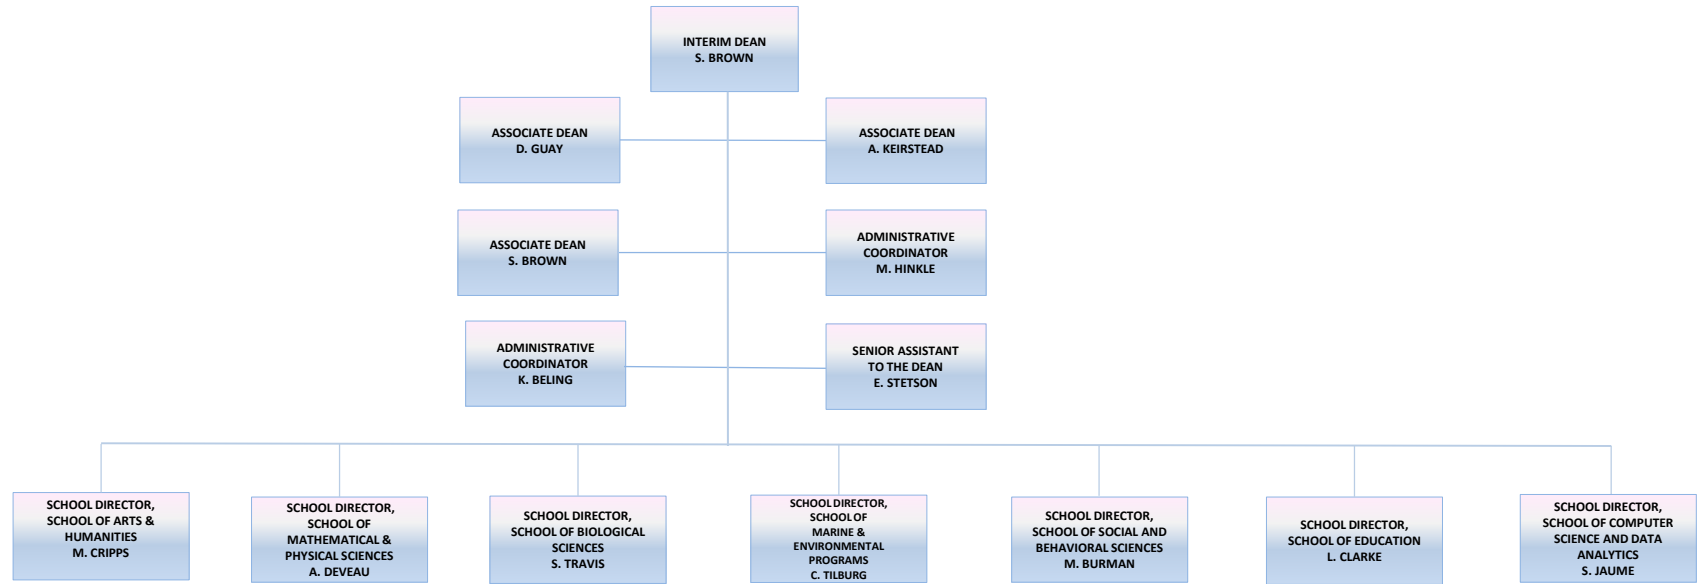 INTERIM DEAN
S. BROWN
ASSOCIATE DEAN
D. GUAY
ASSOCIATE DEAN
A. KEIRSTEAD
ASSOCIATE DEAN
S. BROWN
ADMINISTRATIVE
COORDINATOR
M. HINKLE
ADMINISTRATIVE
COORDINATOR
K. BELING
SENIOR ASSISTANT
TO THE DEAN
E. STETSON
SCHOOL DIRECTOR,
SCHOOL OF ARTS &
HUMANITIES
M. CRIPPS
SCHOOL DIRECTOR,
SCHOOL OF
MATHEMATICAL &
PHYSICAL SCIENCES
A. DEVEAU
SCHOOL DIRECTOR,
SCHOOL OF BIOLOGICAL
SCIENCES
S. TRAVIS
SCHOOL DIRECTOR,
SCHOOL OF
MARINE &
ENVIRONMENTAL
PROGRAMS
C. TILBURG
SCHOOL DIRECTOR,
SCHOOL OF SOCIAL AND
BEHAVIORAL SCIENCES
M. BURMAN
SCHOOL DIRECTOR,
SCHOOL OF EDUCATION
L. CLARKE
SCHOOL DIRECTOR,
SCHOOL OF COMPUTER
SCIENCE AND DATA
ANALYTICS
S. JAUME